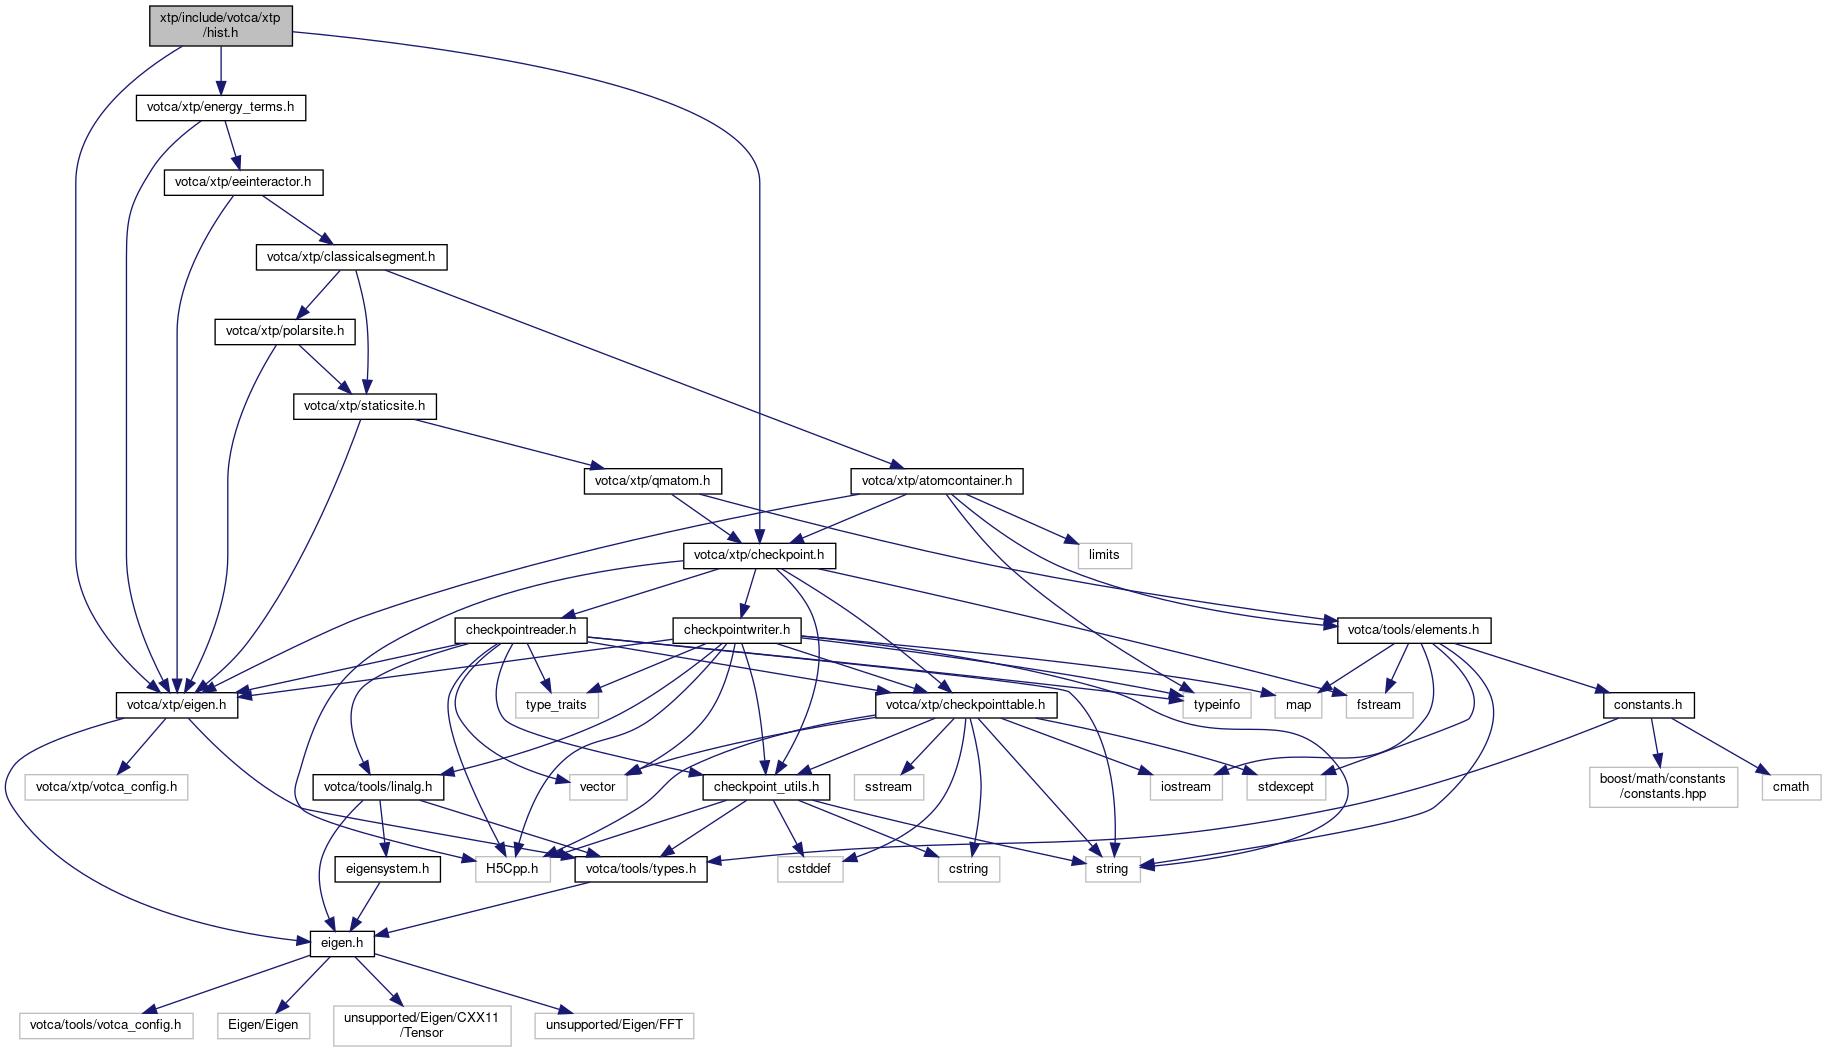 xtp/include/votca/xtp
/hist.h
votca/xtp/energy_terms.h
votca/xtp/eeinteractor.h
votca/xtp/classicalsegment.h
votca/xtp/polarsite.h
votca/xtp/staticsite.h
votca/xtp/qmatom.h
votca/xtp/atomcontainer.h
votca/xtp/checkpoint.h
limits
checkpointreader.h
checkpointwriter.h
votca/tools/elements.h
votca/xtp/eigen.h
type_traits
votca/xtp/checkpointtable.h
typeinfo
map
fstream
constants.h
votca/xtp/votca_config.h
votca/tools/linalg.h
vector
checkpoint_utils.h
sstream
iostream
stdexcept
boost/math/constants
/constants.hpp
cmath
eigensystem.h
H5Cpp.h
votca/tools/types.h
cstddef
cstring
string
eigen.h
votca/tools/votca_config.h
Eigen/Eigen
unsupported/Eigen/CXX11
/Tensor
unsupported/Eigen/FFT